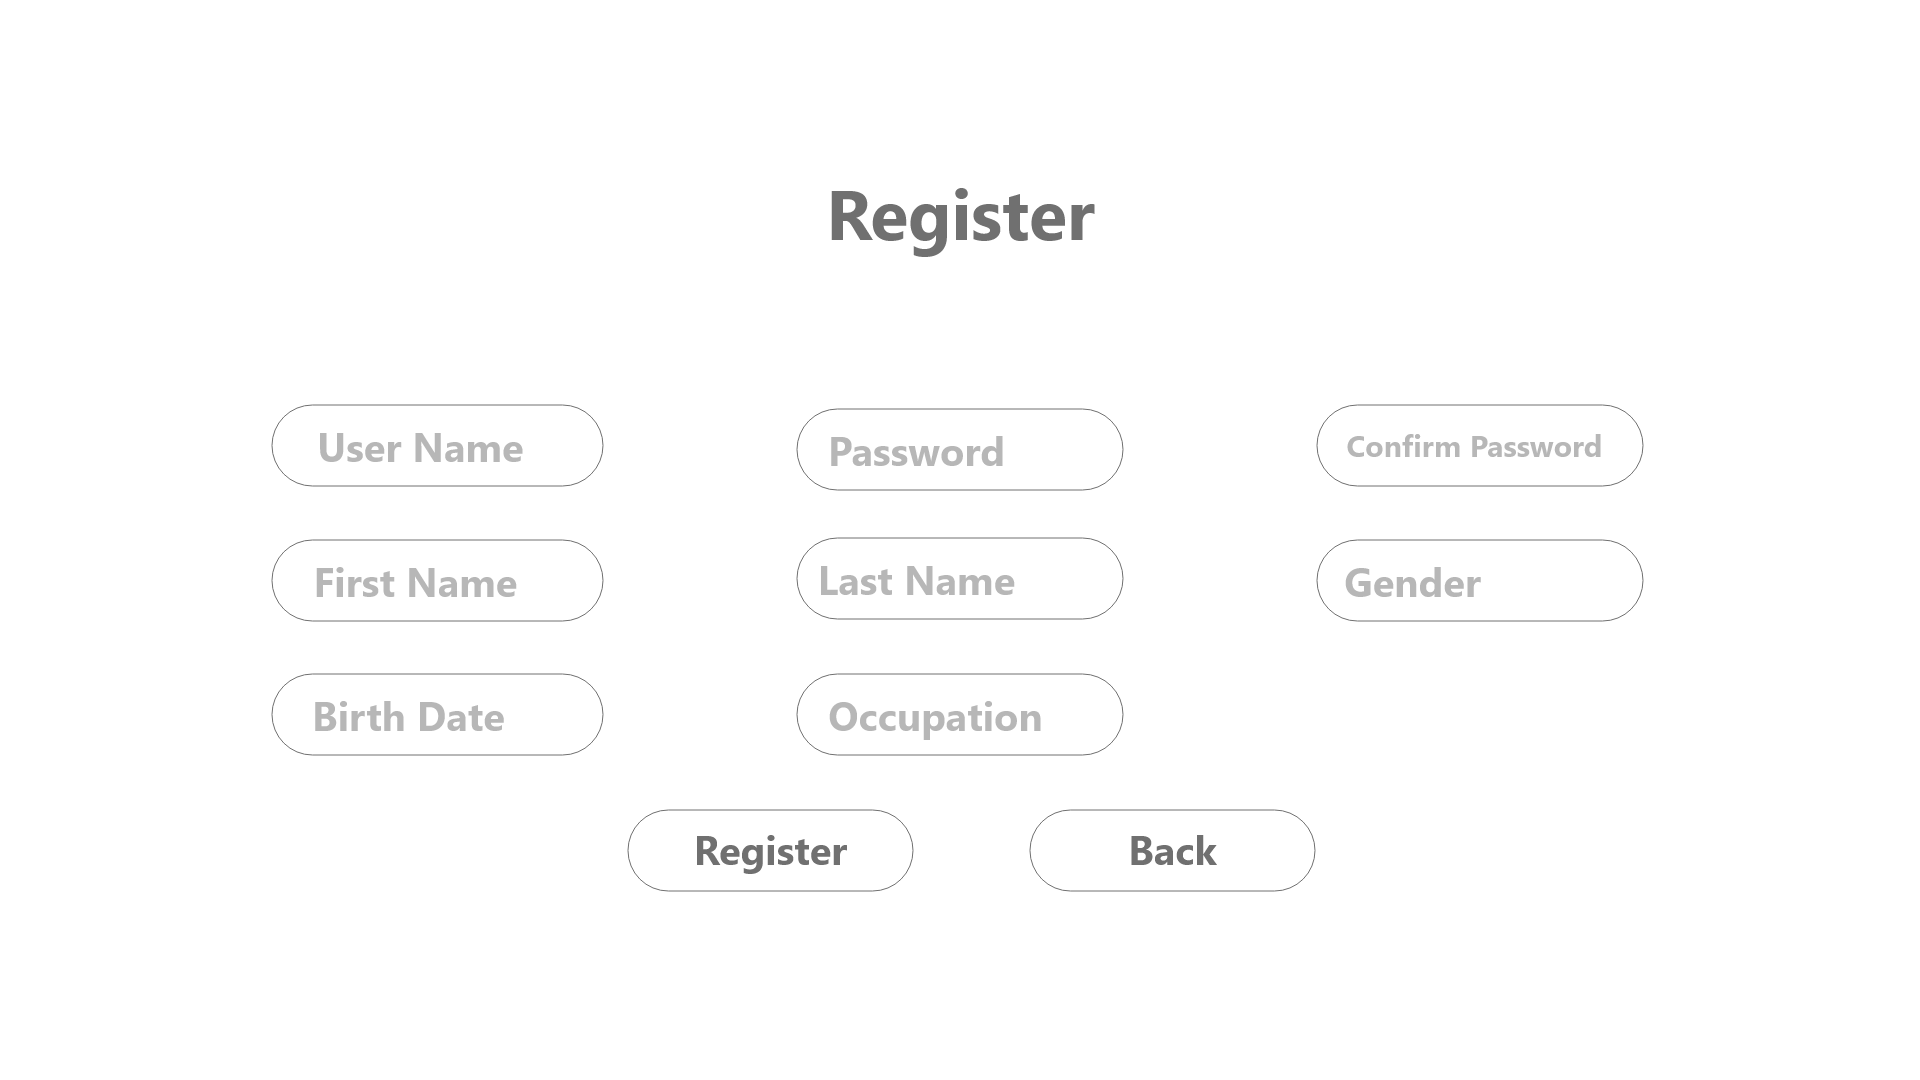 Register
User Name
Password
Confirm Password
First Name
Last Name
Gender
Birth Date
Occupation
Register
Back